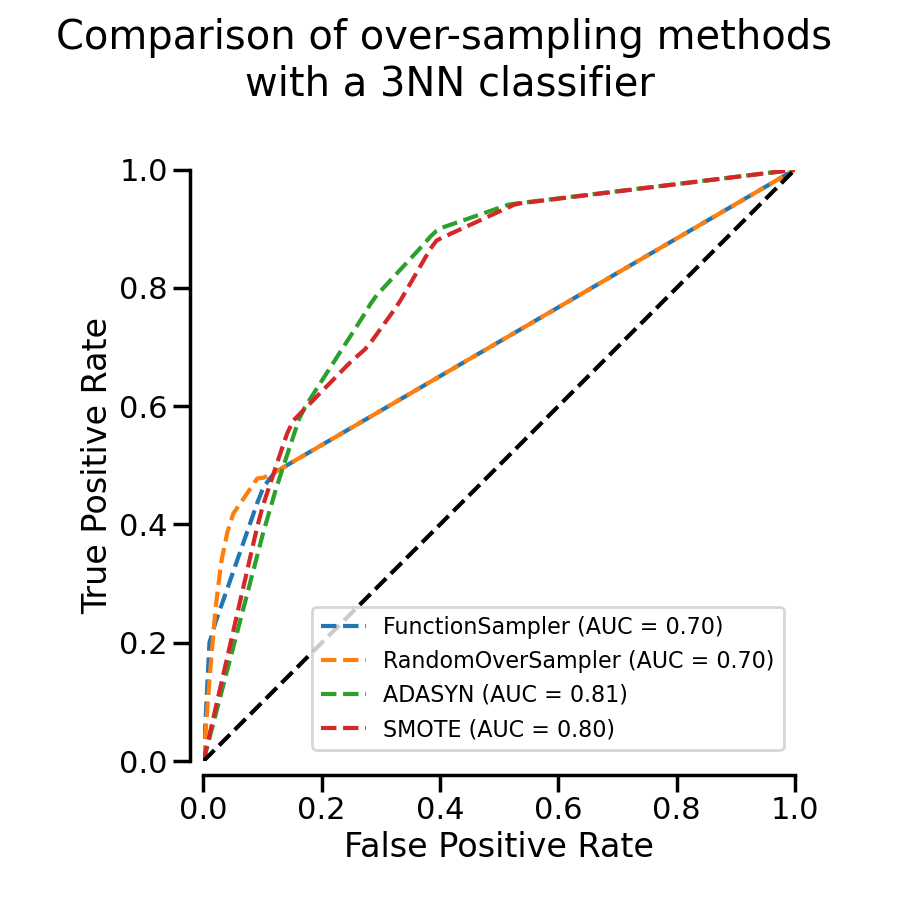 Comparison of over-sampling methods
with a 3NN classifier
True Positive Rate
1.0
0.8
0.6
0.4
0.2
0.0
FunctionSampler (AUC = 0.70)
RandomOverSampler (AUC = 0.70)
ADASYN (AUC = 0.81)
SMOTE (AUC = 0.80)
0.0 0.2 0.4 0.6 0.8 1.0
False Positive Rate